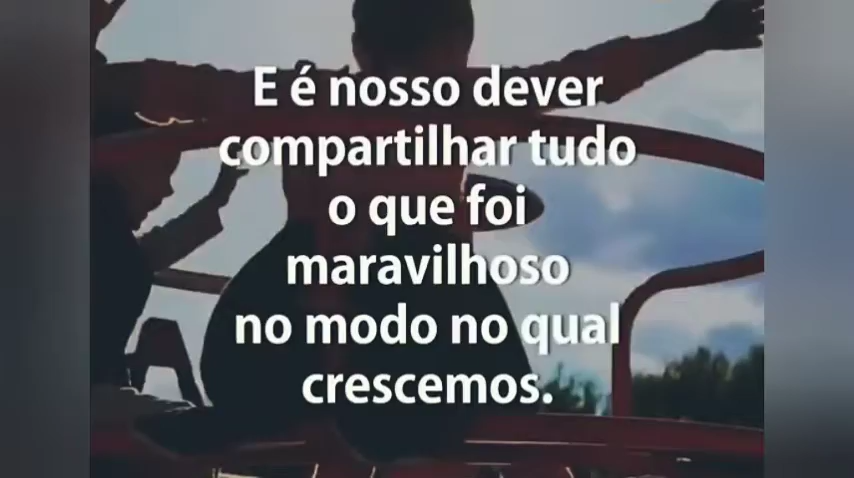 E é nosso dever
compartilhar tudo
o que foi
maravilhoso
no modo no qual
crescemos.